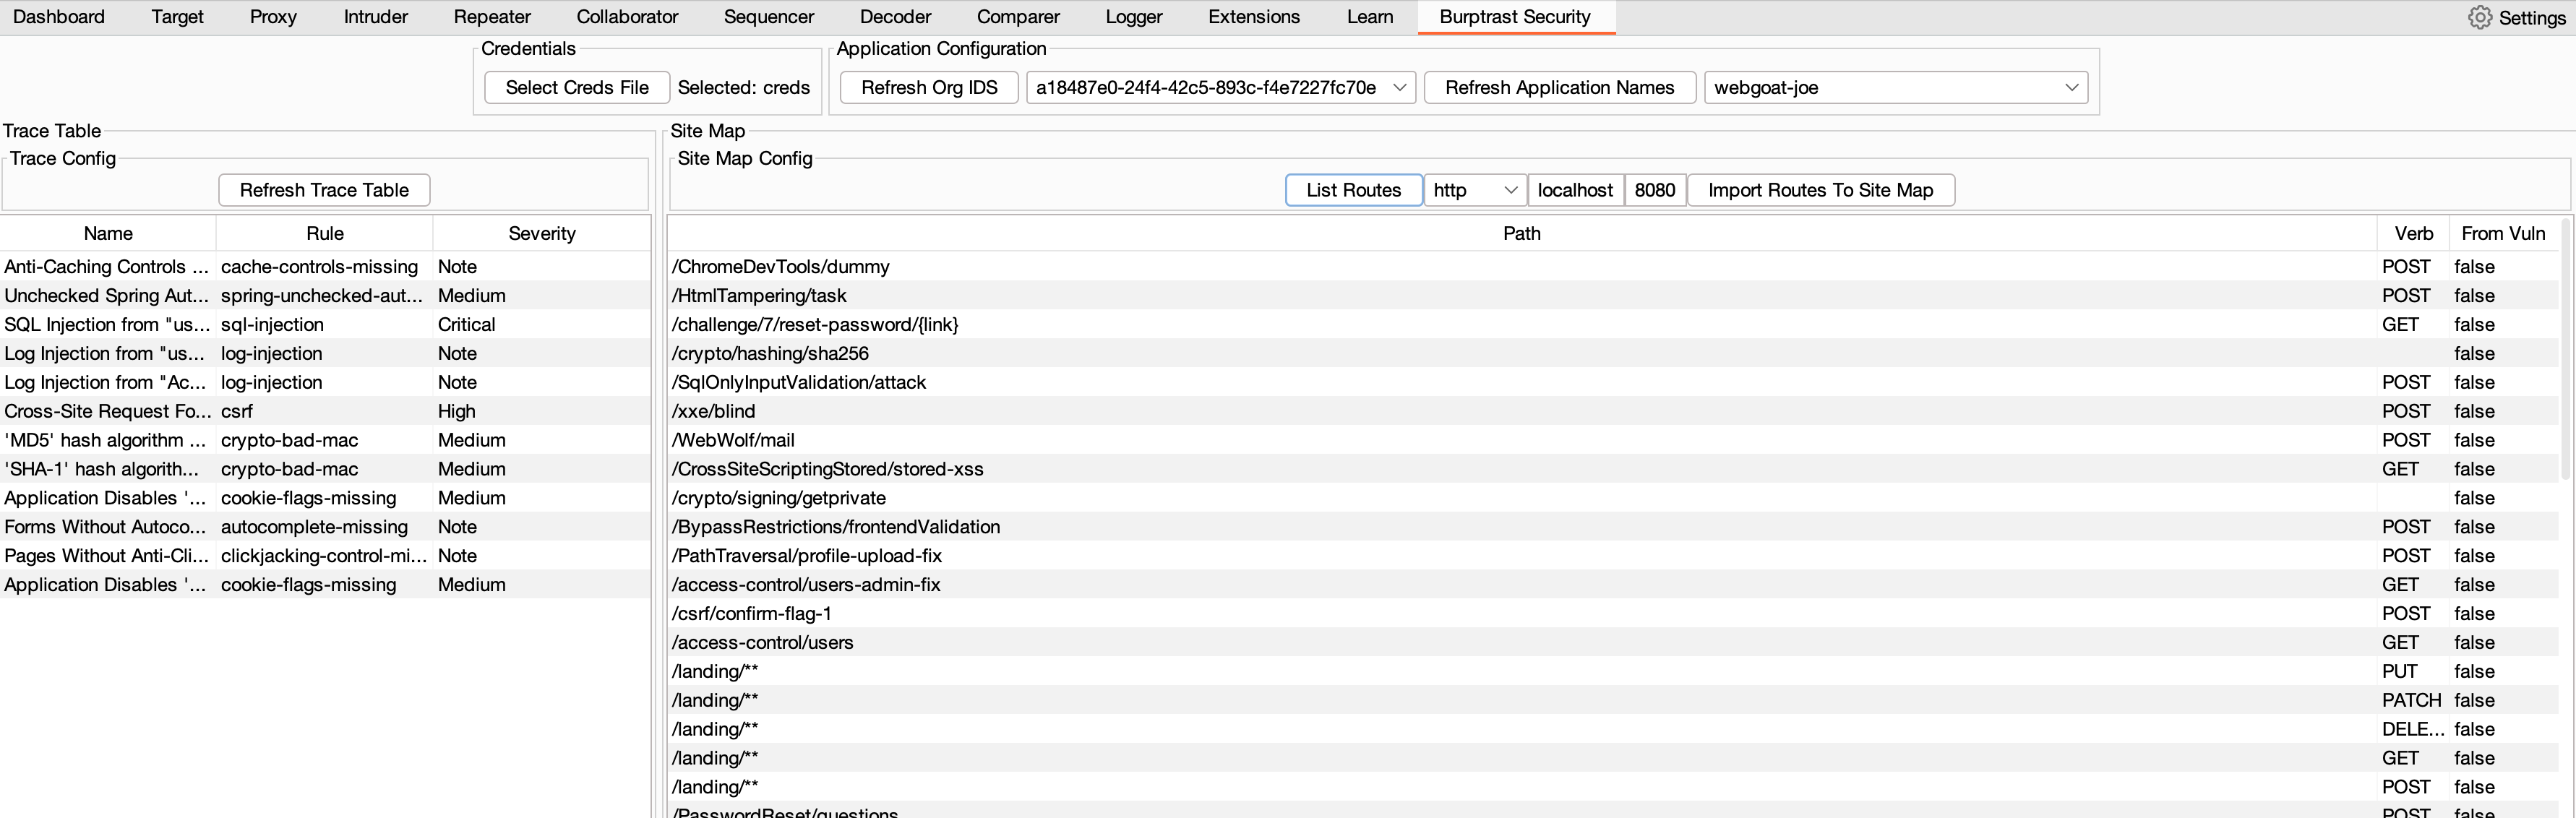 Dashboard Target Proxy Intruder Repeater Collaborator Sequencer Decoder Comparer Logger Extensions Learn Burptrast Security Settings
Credentials Application Configuration
Select Creds File Selected: creds Refresh Org IDS a18487e0-24f4-42c5-893c-f4e7227fc70e Refresh Application Names webgoat-joe
Trace Table
Trace Config
Refresh Trace Table
Name Rule Severity
Anti-Caching Controls ... cache-controls-missing Note
Unchecked Spring Aut... spring-unchecked-aut... Medium
SQL Injection from "us... sql-injection Critical
Log Injection from "us... log-injection Note
Log Injection from "Ac... log-injection Note
Cross-Site Request Fo... csrf High
'MD5' hash algorithm ... crypto-bad-mac Medium
'SHA-1' hash algorith... crypto-bad-mac Medium
Application Disables '... cookie-flags-missing Medium
Forms Without Autoco... autocomplete-missing Note
Pages Without Anti-Cli... clickjacking-control-mi... Note
Application Disables '... cookie-flags-missing Medium
Site Map
Site Map Config
List Routes http localhost 8080 Import Routes To Site Map
Path Verb From Vuln
/ChromeDevTools/dummy POST false
/HtmlTampering/task POST false
/challenge/7/reset-password/{link} GET false
/crypto/hashing/sha256 false
/SqlOnlyInputValidation/attack POST false
/xxe/blind POST false
/WebWolf/mail POST false
/CrossSiteScriptingStored/stored-xss GET false
/crypto/signing/getprivate false
/BypassRestrictions/frontendValidation POST false
/PathTraversal/profile-upload-fix POST false
/access-control/users-admin-fix GET false
/csrf/confirm-flag-1 POST false
/access-control/users GET false
/landing/** PUT false
/landing/** PATCH false
/landing/** DELE... false
/landing/** GET false
/landing/** POST false
/PasswordReset/questions POST false